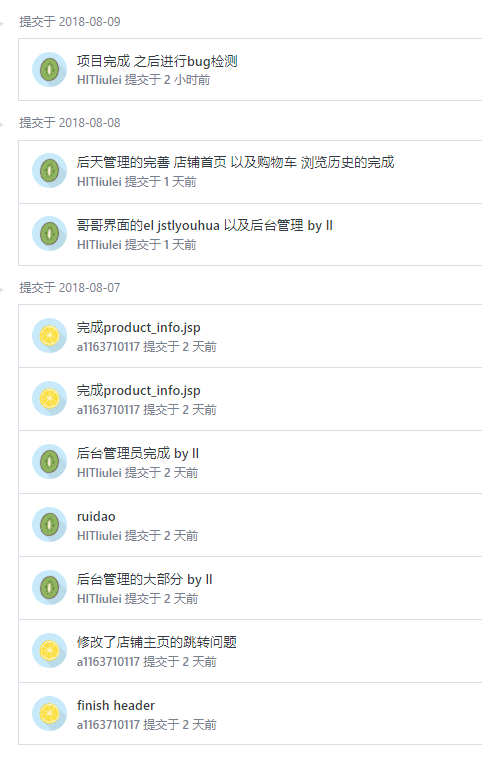 提交于 2018-08-09
项目完成 之后进行bug检测
HITliulei 提交于 2 小时前
提交于 2018-08-08
后天管理的完善 店铺首页 以及购物车 浏览历史的完成
HITliulei 提交于 1 天前
哥哥界面的el jstlyouhua 以及后台管理 by ll
HITliulei 提交于 1 天前
提交于 2018-08-07
完成product_info.jsp
a1163710117 提交于 2 天前
完成product_info.jsp
a1163710117 提交于 2 天前
后台管理员完成 by ll
HITliulei 提交于 2 天前
ruidao
HITliulei 提交于 2 天前
后台管理的大部分 by ll
HITliulei 提交于 2 天前
修改了店铺主页的跳转问题
a1163710117 提交于 2 天前
finish header
a1163710117 提交于 2 天前